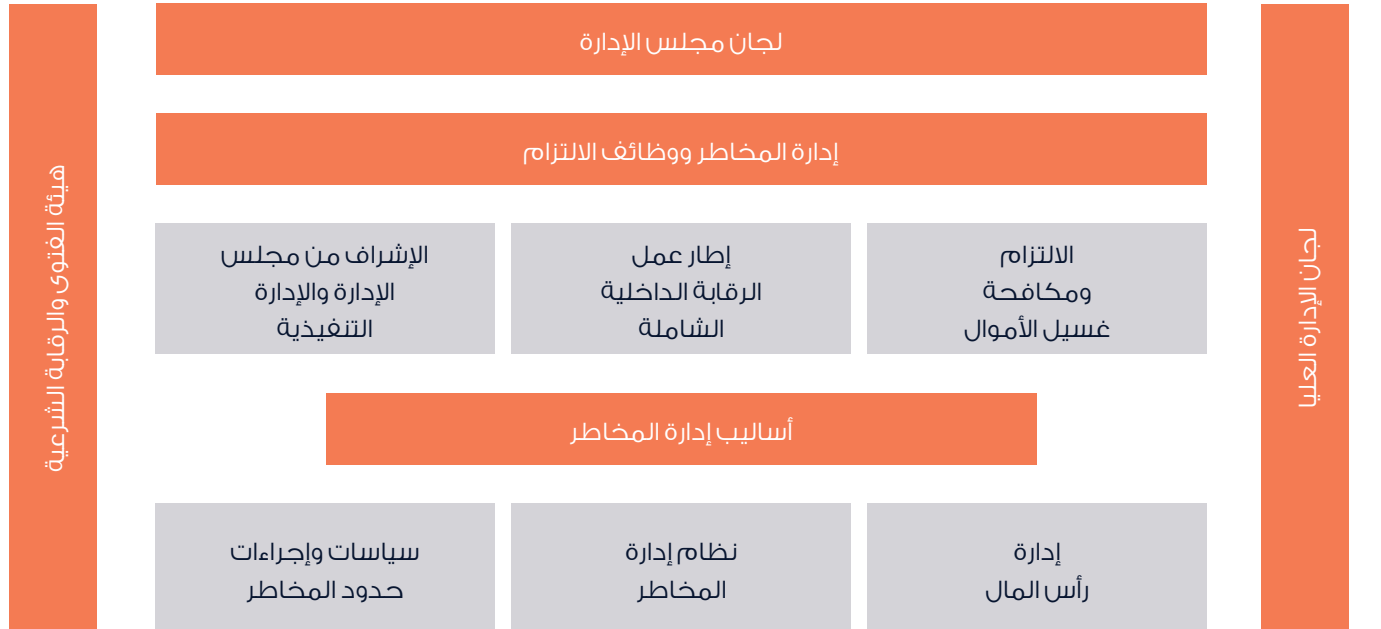 لجان مجلس الإدارة
إدارة المخاطر ووظائف الالتزام
لجان الإدارة العليا
الالتزام
ومكافحة
غسيل الأموال
إطار عمل
الرقابة الداخلية
الشاملة
الإشراف من مجلس
الإدارة والإدارة
التنفيذية
هيئة الفتوى والرقابة الشرعية
أساليب إدارة المخاطر
إدارة
رأس المال
نظام إدارة
المخاطر
سياسات وإجراءات
حدود المخاطر